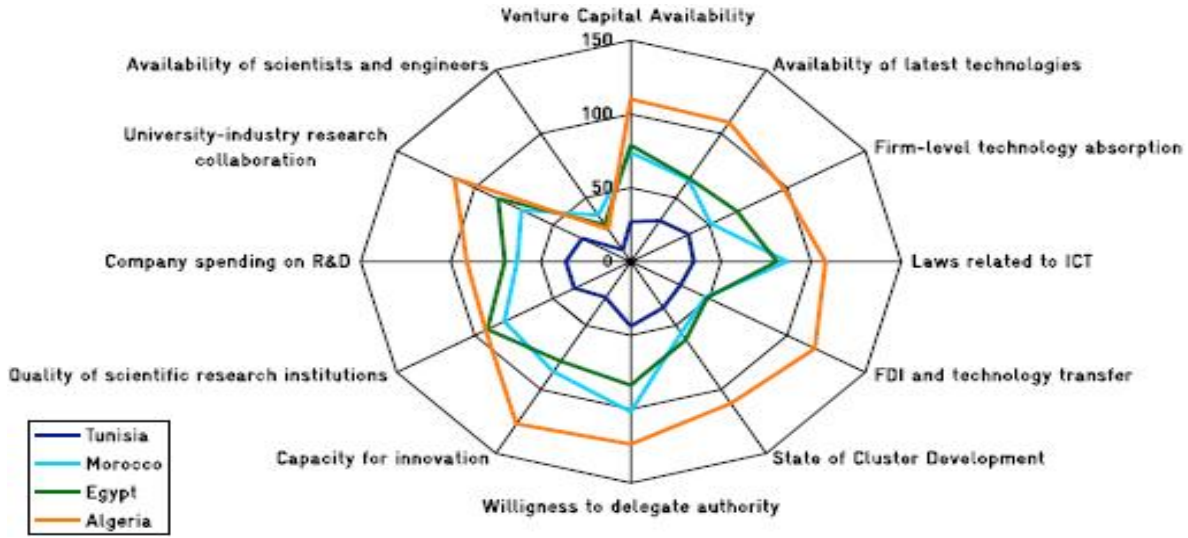 Venture Capital Availability
150
Availability of scientists and engineers
Availabilty of latest technologies
100
University-industry research
collaboration
Firm-level technology absorption
50
Company spending on R&D
0
Laws related to ICT
Quality of scientific research institutions
FDI and technology transfer
Capacity for innovation
State of Cluster Development
Willigness to delegate authority
Tunisia
Morocco
Egypt
Algeria